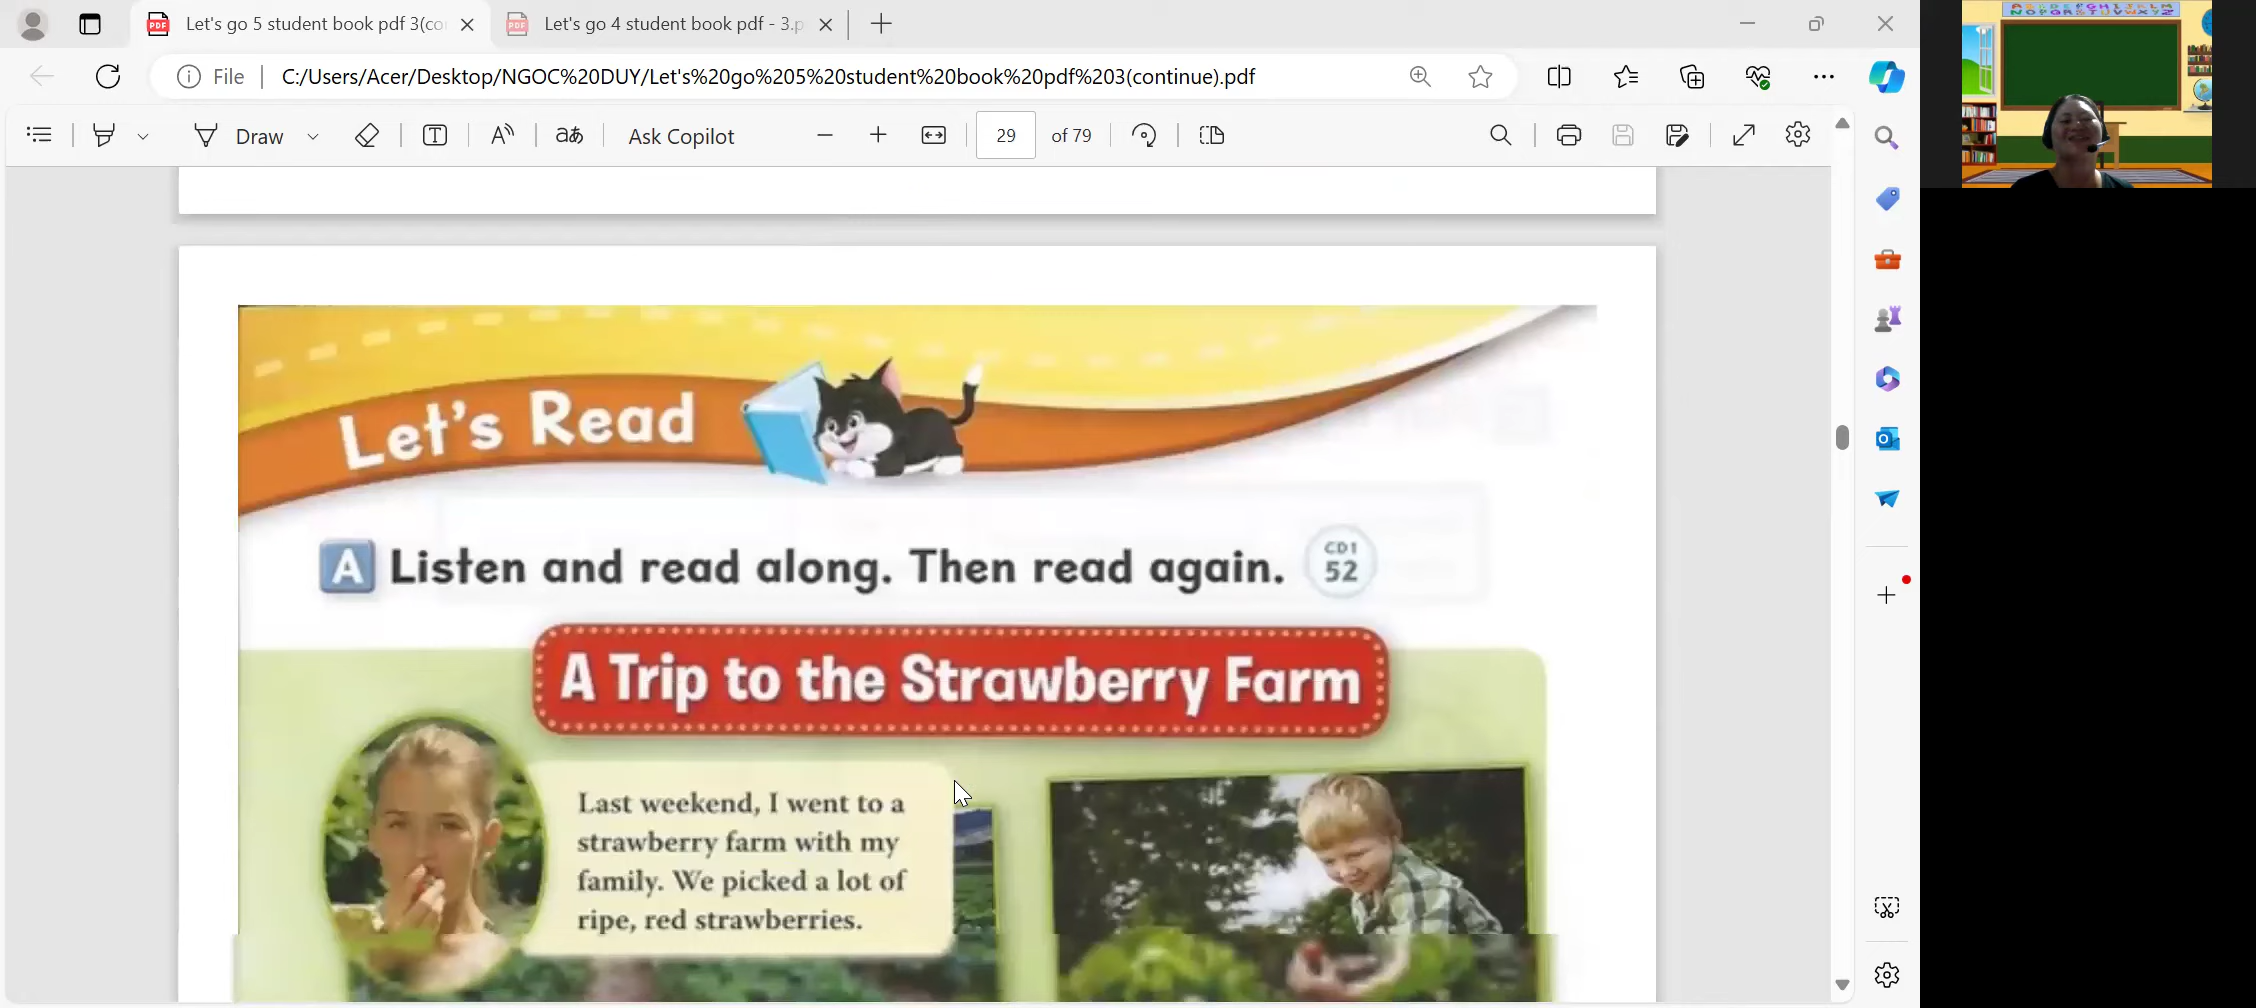 Let's go 5 student book pdf 3(co
Let's go 4 student book pdf - 3.p
File
C:/Users/Acer/Desktop/NGOC%20DUY/Let's%20go%205%20student%20book%20pdf%203(continue).pdf
Draw
Ask Copilot
29 of 79
Let's Read
A Listen and read along. Then read again. CD1 52
A Trip to the Strawberry Farm
Last weekend, I went to a
strawberry farm with my
family. We picked a lot of
ripe, red strawberries.